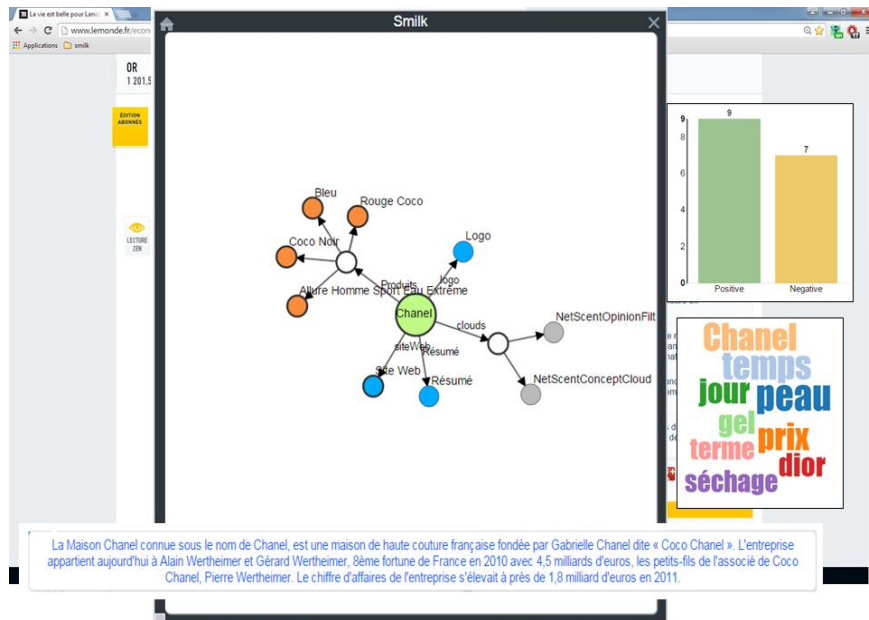 La vie est belle pour Lanc
www.lemonde.fr/econ
Applications
smilk
Smilk
OR
1 201,5
ÉDITION
ABONNÉS
LECTURE
ZEN
Bleu
Rouge Coco
Coco Noir
Logo
Allure Homme Sport Eau Extrême
Produits
logo
Chanel
clouds
NetScentOpinionFilt
siteWeb
Résumé
Site Web
Résumé
NetScentConceptCloud
9
9
8
7
6
4
2
0
Positive
Negative
Chanel
temps
jour peau
gel
terme prix
dior
séchage
La Maison Chanel connue sous le nom de Chanel, est une maison de haute couture française fondée par Gabrielle Chanel dite « Coco Chanel ». L'entreprise
appartient aujourd'hui à Alain Wertheimer et Gérard Wertheimer, 8ème fortune de France en 2010 avec 4,5 milliards d'euros, les petits-fils de l'associé de Coco
Chanel, Pierre Wertheimer. Le chiffre d'affaires de l'entreprise s'élevait à près de 1,8 milliard d'euros en 2011.